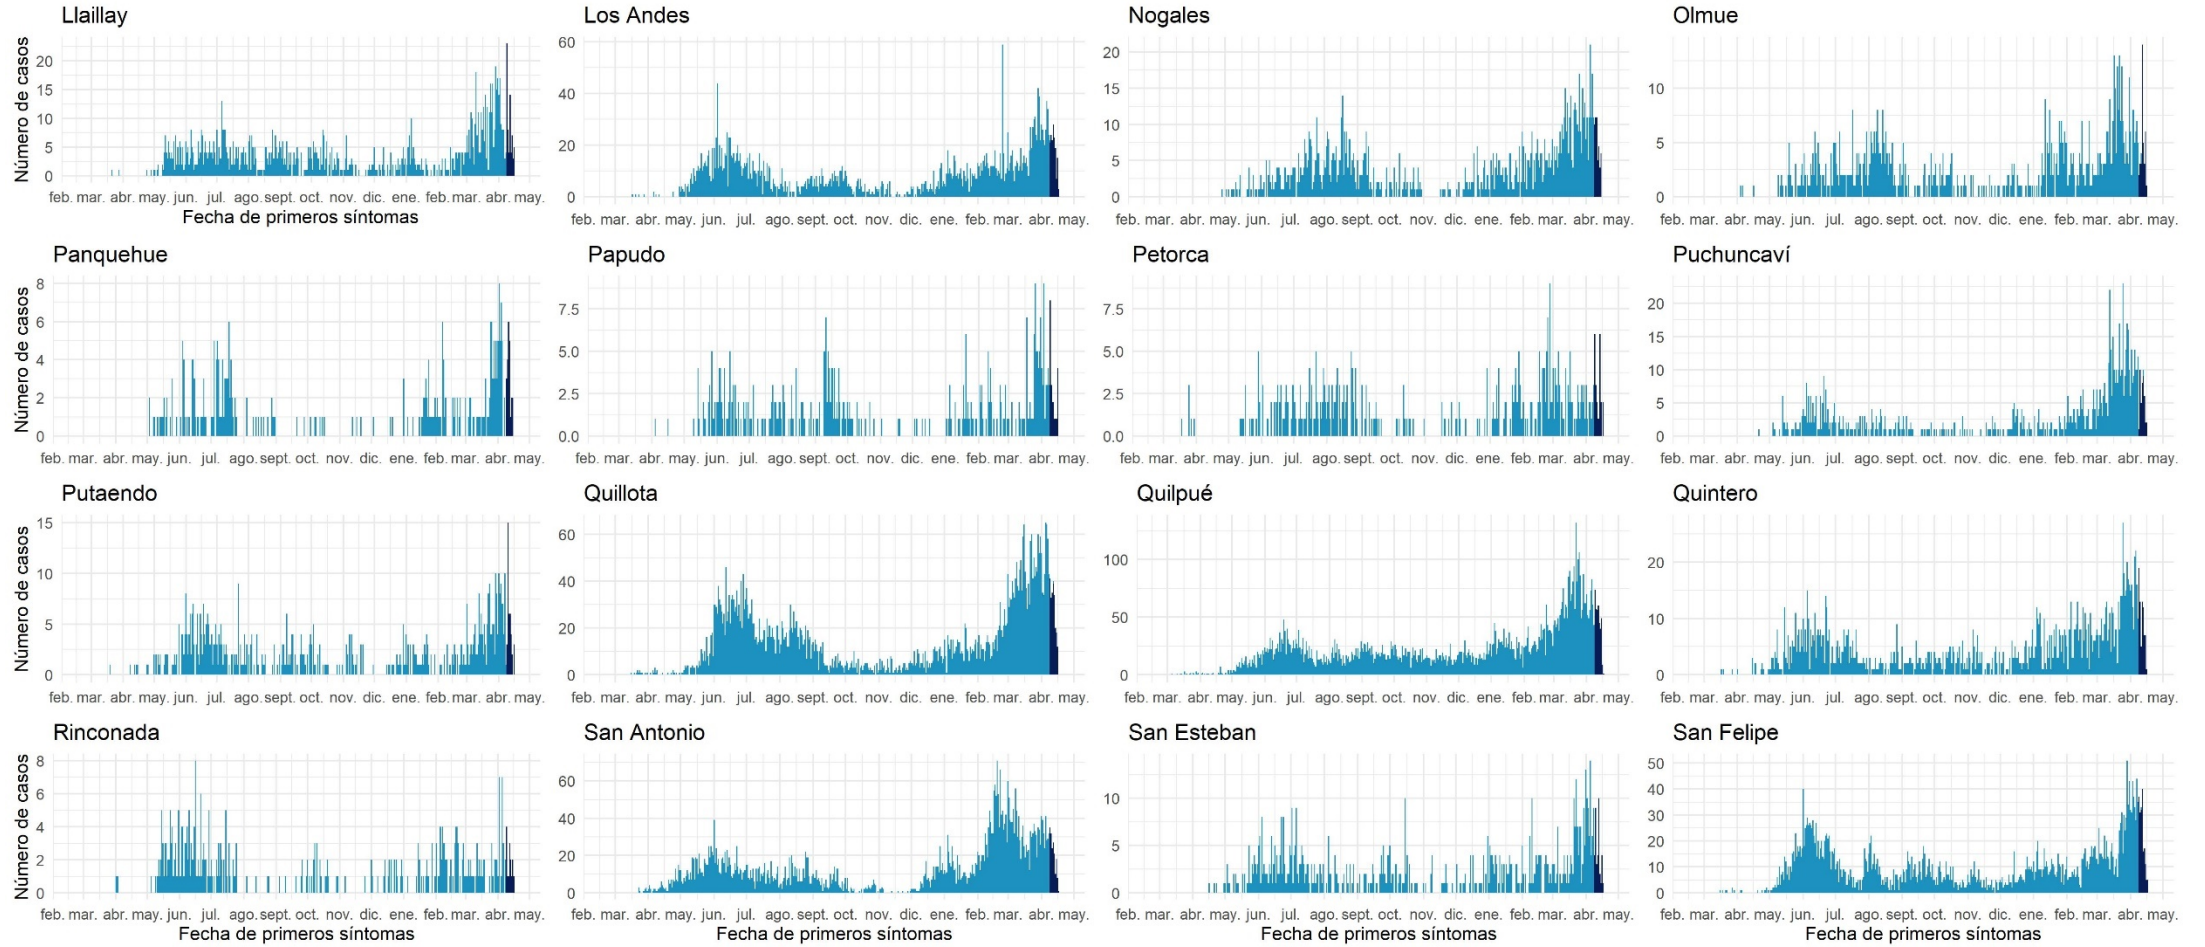 Llaillay
Número de casos
20
15
10
5
0
feb. mar. abr. may. jun. jul. ago. sept. oct. nov. dic. ene. feb. mar. abr. may.
Fecha de primeros síntomas
Los Andes
60
40
20
0
feb. mar. abr. may. jun. jul. ago. sept. oct. nov. dic. ene. feb. mar. abr. may.
Nogales
20
15
10
5
0
feb. mar. abr. may. jun. jul. ago. sept. oct. nov. dic. ene. feb. mar. abr. may.
Olmue
10
5
0
feb. mar. abr. may. jun. jul. ago. sept. oct. nov. dic. ene. feb. mar. abr. may.
Panquehue
Número de casos
8
6
4
2
0
feb. mar. abr. may. jun. jul. ago. sept. oct. nov. dic. ene. feb. mar. abr. may.
Papudo
7.5
5.0
2.5
0.0
feb. mar. abr. may. jun. jul. ago. sept. oct. nov. dic. ene. feb. mar. abr. may.
Petorca
7.5
5.0
2.5
0.0
feb. mar. abr. may. jun. jul. ago. sept. oct. nov. dic. ene. feb. mar. abr. may.
Puchuncaví
20
15
10
5
0
feb. mar. abr. may. jun. jul. ago. sept. oct. nov. dic. ene. feb. mar. abr. may.
Putaendo
Número de casos
15
10
5
0
feb. mar. abr. may. jun. jul. ago. sept. oct. nov. dic. ene. feb. mar. abr. may.
Quillota
60
40
20
0
feb. mar. abr. may. jun. jul. ago. sept. oct. nov. dic. ene. feb. mar. abr. may.
Quilpué
100
50
0
feb. mar. abr. may. jun. jul. ago. sept. oct. nov. dic. ene. feb. mar. abr. may.
Quintero
20
10
0
feb. mar. abr. may. jun. jul. ago. sept. oct. nov. dic. ene. feb. mar. abr. may.
Rinconada
Número de casos
8
6
4
2
0
feb. mar. abr. may. jun. jul. ago. sept. oct. nov. dic. ene. feb. mar. abr. may.
Fecha de primeros síntomas
San Antonio
60
40
20
0
feb. mar. abr. may. jun. jul. ago. sept. oct. nov. dic. ene. feb. mar. abr. may.
Fecha de primeros síntomas
San Esteban
10
5
0
feb. mar. abr. may. jun. jul. ago. sept. oct. nov. dic. ene. feb. mar. abr. may.
Fecha de primeros síntomas
San Felipe
50
40
30
20
10
0
feb. mar. abr. may. jun. jul. ago. sept. oct. nov. dic. ene. feb. mar. abr. may.
Fecha de primeros síntomas